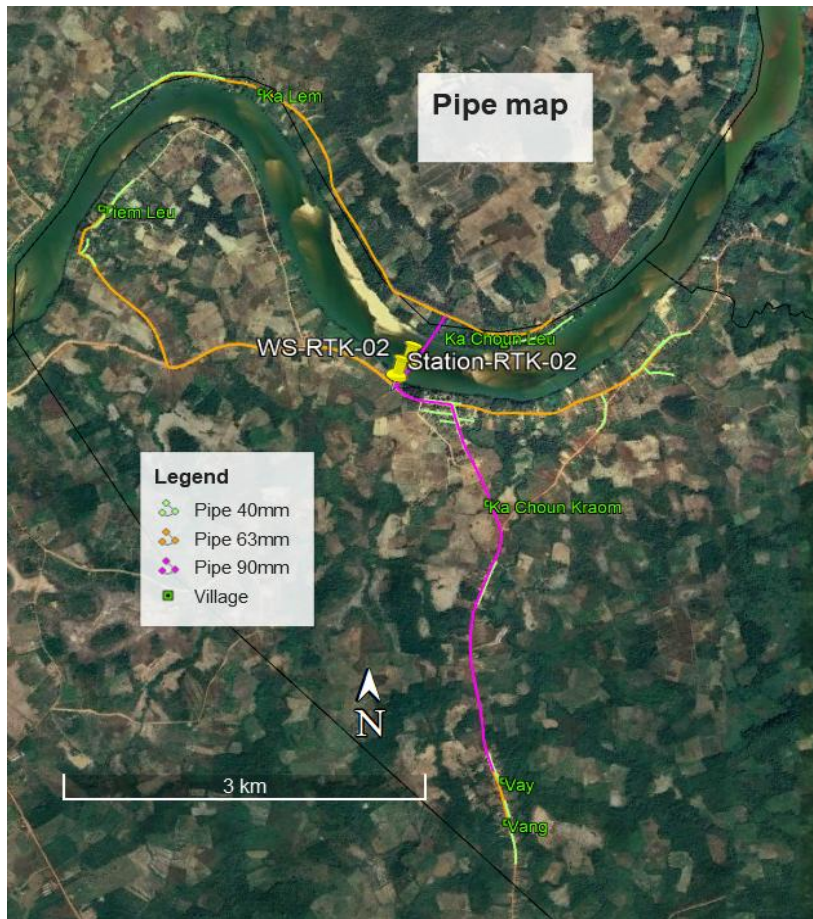 Pipe map
Ka Lem
Tiem Leu
Ka Choun Leu
WS-RTK-02
Station-RTK-02
Legend
Pipe 40mm
Pipe 63mm
Pipe 90mm
Village
Ka Choun Kraom
N
3 km
Vay
Vang